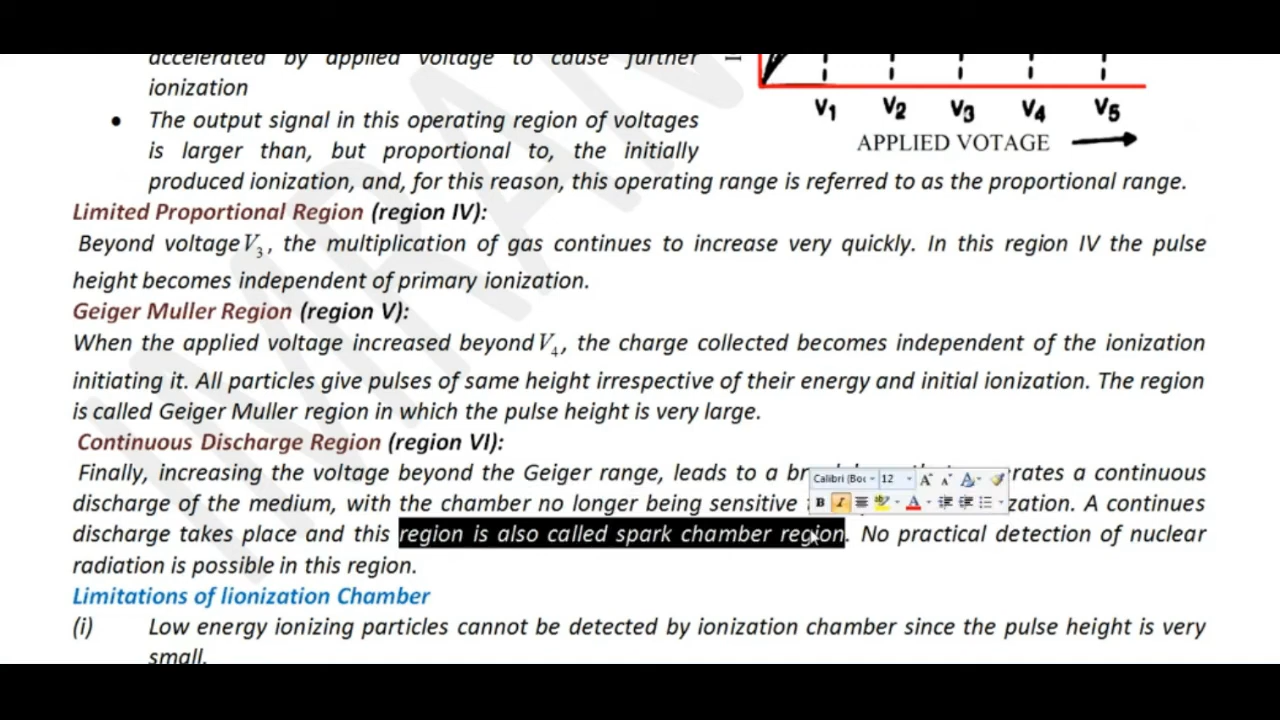 accelerated by applied voltage to cause further
ionization
• The output signal in this operating region of voltages
is larger than, but proportional to, the initially
produced ionization, and, for this reason, this operating range is referred to as the proportional range.
V1 V2 V3 V4 V5
APPLIED VOTAGE
Limited Proportional Region (region IV):
Beyond voltage V3, the multiplication of gas continues to increase very quickly. In this region IV the pulse
height becomes independent of primary ionization.
Geiger Muller Region (region V):
When the applied voltage increased beyond V4, the charge collected becomes independent of the ionization
initiating it. All particles give pulses of same height irrespective of their energy and initial ionization. The region
is called Geiger Muller region in which the pulse height is very large.
Continuous Discharge Region (region VI):
Finally, increasing the voltage beyond the Geiger range, leads to a a continuous
discharge of the medium, with the chamber no longer being sensitive A continues
discharge takes place and this region is also called spark chamber region. No practical detection of nuclear
radiation is possible in this region.
Calibri (Boc 12
B I A
Limitations of Iionization Chamber
(i) Low energy ionizing particles cannot be detected by ionization chamber since the pulse height is very
small.
IMRAN